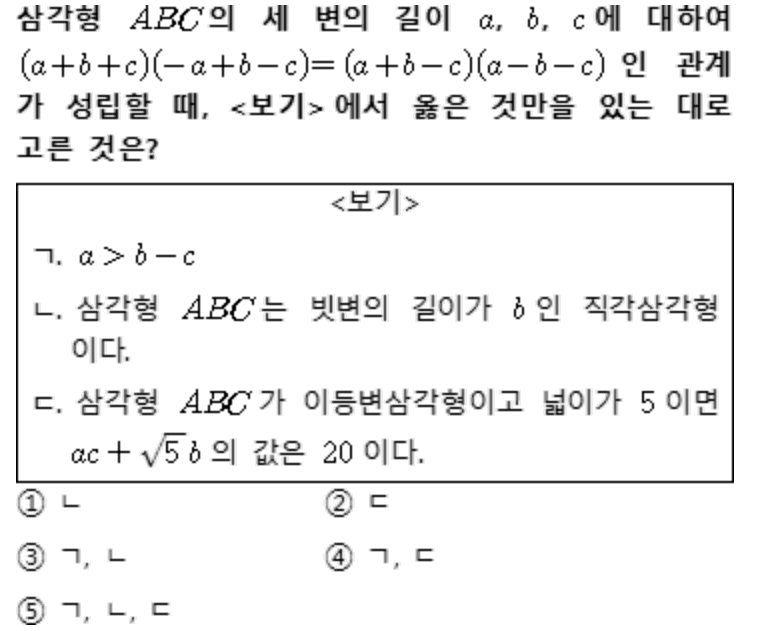 삼각형 ABC의 세 변의 길이 a, b, c에 대하여
(a+b+c)(-a+b-c)=(a+b-c)(a-b-c) 인 관계
가 성립할 때, <보기>에서 옳은 것만을 있는 대로
고른 것은?
<보기>
ㄱ. a>b-c
ㄴ. 삼각형 ABC는 빗변의 길이가 b인 직각삼각형
이다.
ㄷ. 삼각형 ABC가 이등변삼각형이고 넓이가 5이면
ac+√5b의 값은 20이다.
① ㄴ ② ㄷ
③ ㄱ, ㄴ ④ ㄱ, ㄷ
⑤ ㄱ, ㄴ, ㄷ